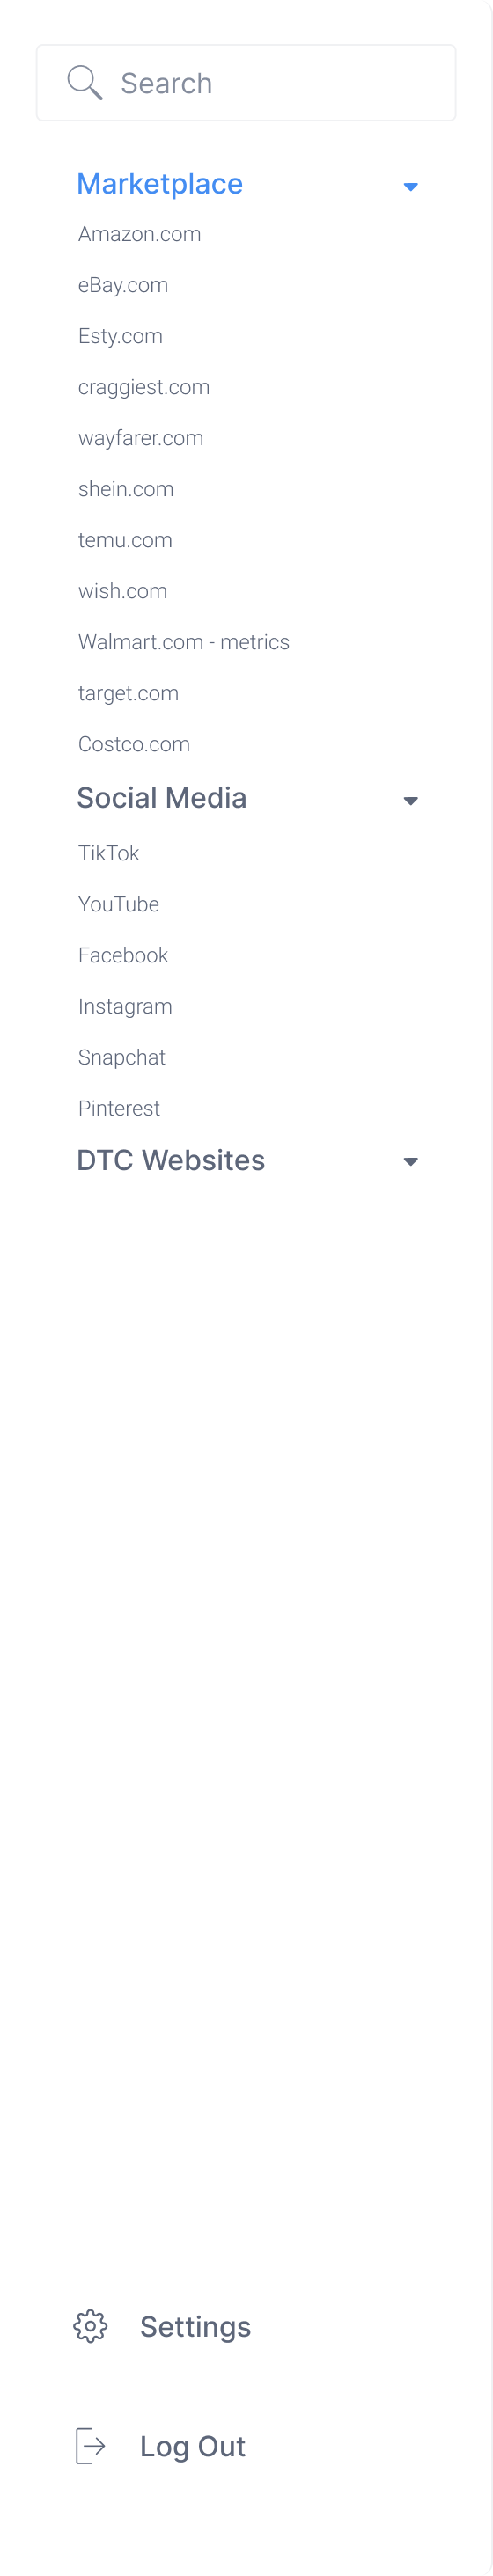 Search
Marketplace
Amazon.com
eBay.com
Esty.com
craggiest.com
wayfarer.com
shein.com
temu.com
wish.com
Walmart.com - metrics
target.com
Costco.com
Social Media
TikTok
YouTube
Facebook
Instagram
Snapchat
Pinterest
DTC Websites
Settings
Log Out